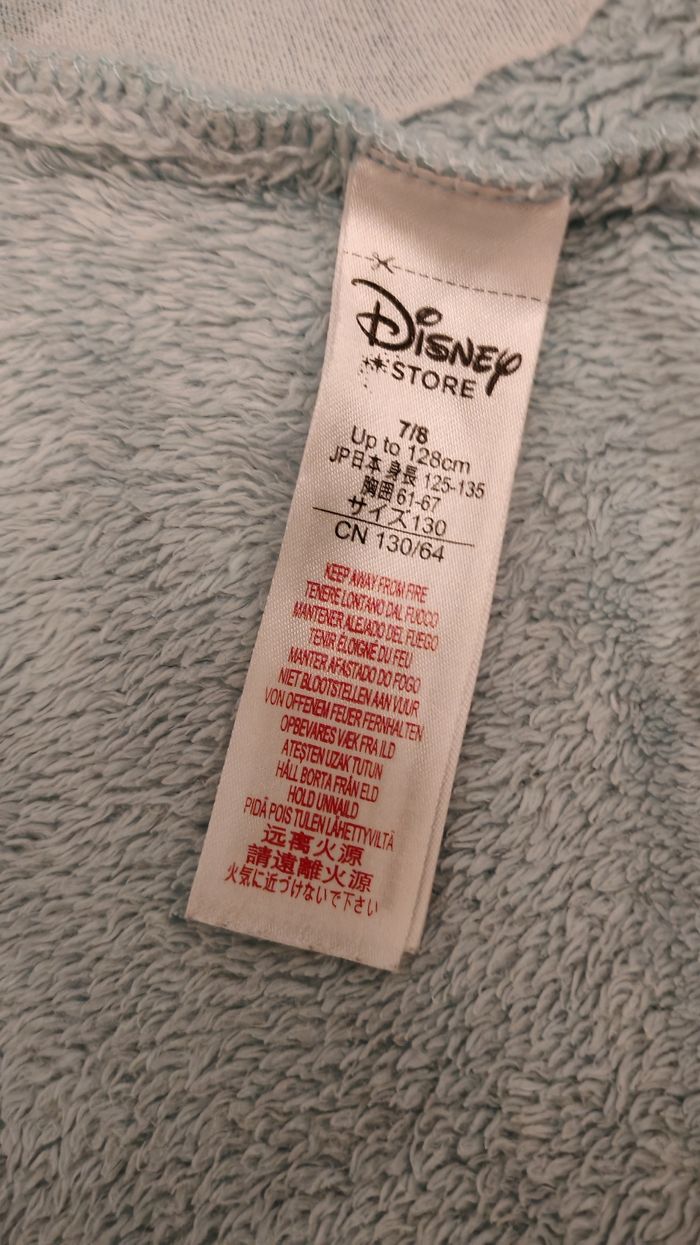 Disney
STORE
7/8
Up to 128cm
JP日本 身長 125-135
胸囲 61-67
サイズ130
CN 130/64
KEEP AWAY FROM FIRE
TENERE LONTANO DAL FUOCO
MANTENER ALEJADO DEL FUEGO
TENIR ÉLOIGNÉ DU FEU
MANTER AFASTADO DO FOGO
NIET BLOOTSTELLEN AAN VUUR
VON OFFENEM FEUER FERNHALTEN
OPBEVARES VÆK FRA ILD
ATEŞTEN UZAK TUTUN
HÅLL BORTA FRÅN ELD
HOLD UNNAILD
PIDÄ POIS TULEN LÄHETTYVILTÄ
远离火源
請遠離火源
火気に近づけないで下さい